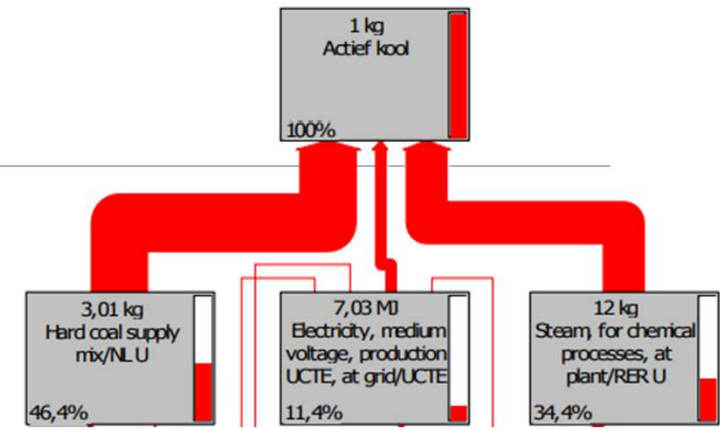 1 kg
Actief kool
100%
3,01 kg
Hard coal supply
mix/NL U
46,4%
7,03 MJ
Electricity, medium
voltage, production
UCTE, at grid/UCTE
11,4%
12 kg
Steam, for chemical
processes, at
plant/RER U
34,4%